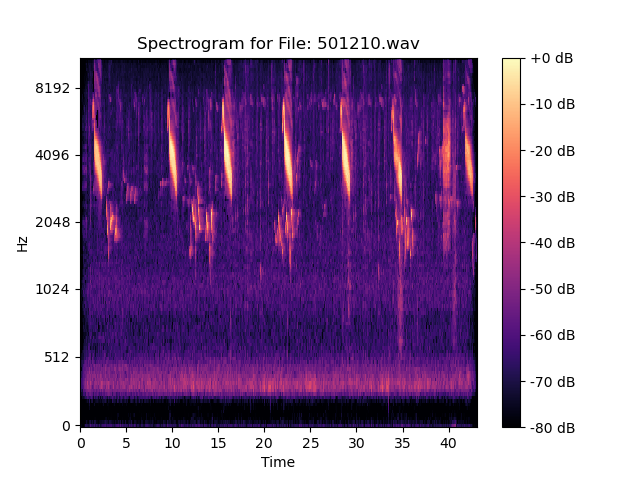 Spectrogram for File: 501210.wav
Hz
8192
4096
2048
1024
512
0
0 5 10 15 20 25 30 35 40
Time
+0 dB
-10 dB
-20 dB
-30 dB
-40 dB
-50 dB
-60 dB
-70 dB
-80 dB